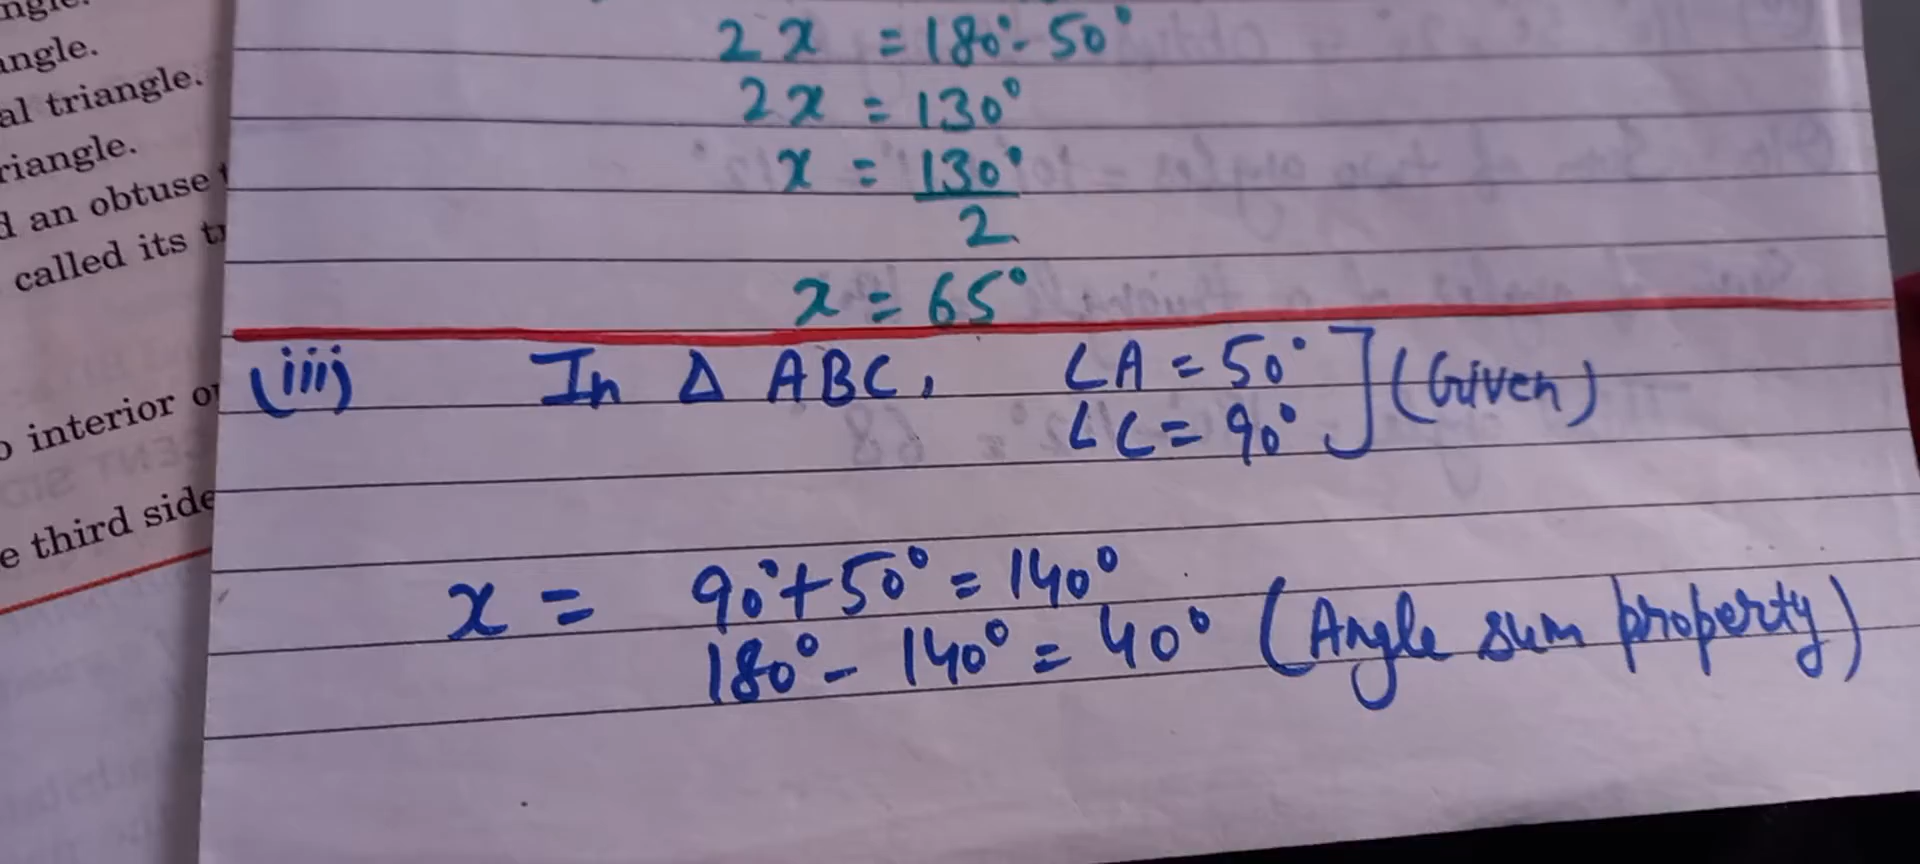 angle.
al triangle.
riangle.
d an obtuse
called its
interior
e third side
2x = 180° - 50°
2x = 130°
x = 130°
2
x = 65°
(iii) In Δ ABC, ∠A = 50° ] (Given)
∠C = 90°
x = 90° + 50° = 140°
180° - 140° = 40° (Angle sum property)